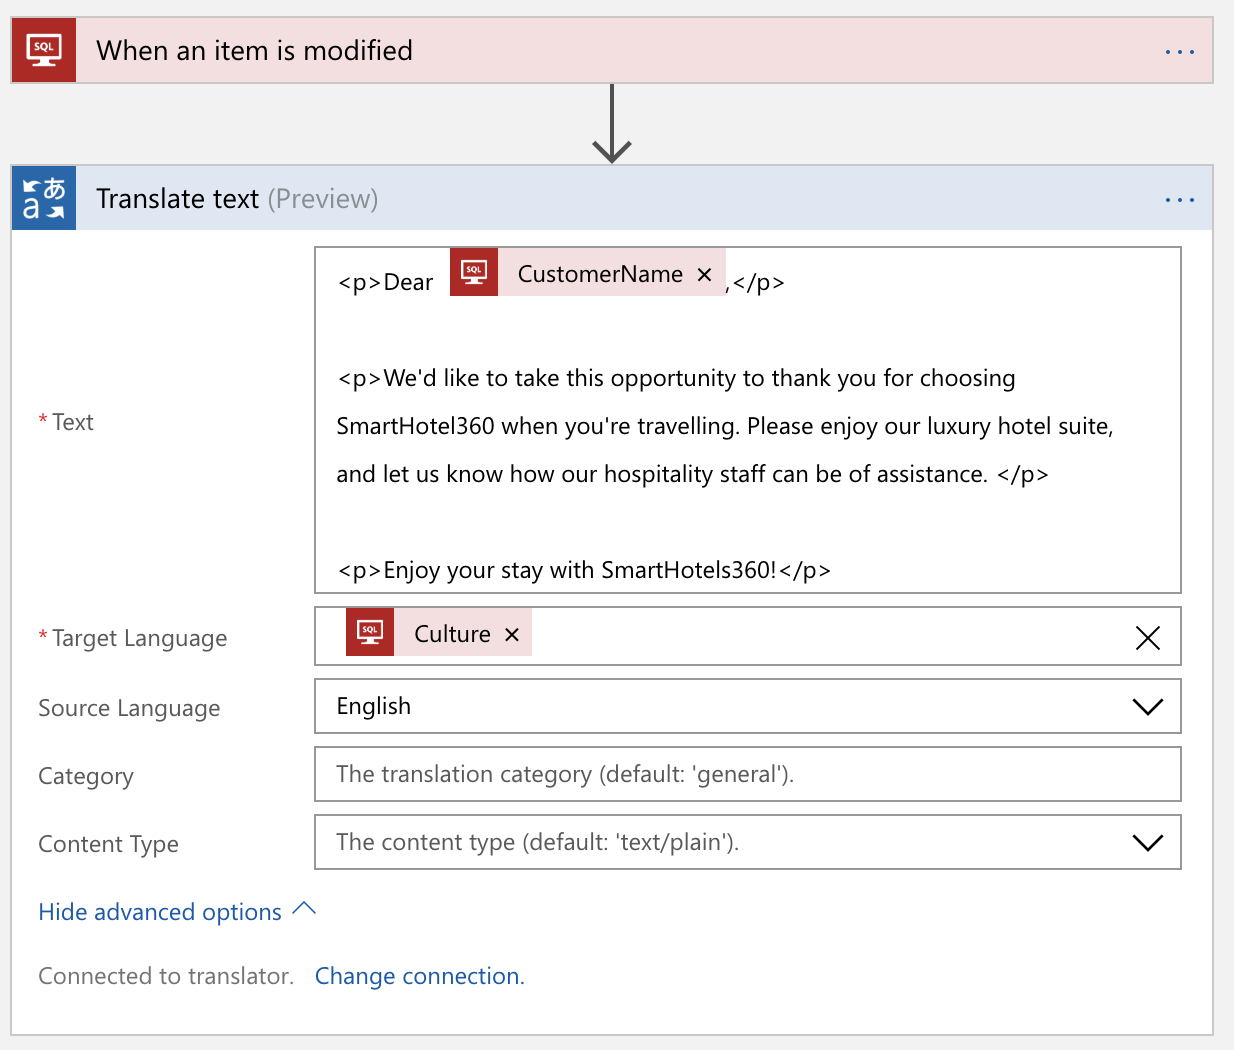 SQL When an item is modified ...
あ
a
Translate text (Preview) ...
<p>Dear SQL CustomerName × ,</p>
<p>We'd like to take this opportunity to thank you for choosing
SmartHotel360 when you're travelling. Please enjoy our luxury hotel suite,
and let us know how our hospitality staff can be of assistance. </p>
<p>Enjoy your stay with SmartHotels360!</p>
* Text
* Target Language SQL Culture ×
Source Language English
Category The translation category (default: 'general').
Content Type The content type (default: 'text/plain').
Hide advanced options
Connected to translator. Change connection.